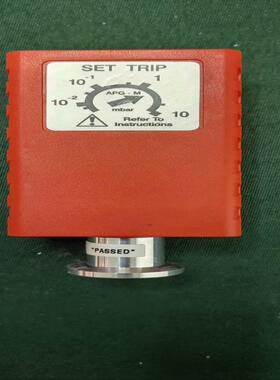 SET TRIP
10-1 1
10-2 APG - M 10
mbar
Refer To
Instructions
"PASSED"